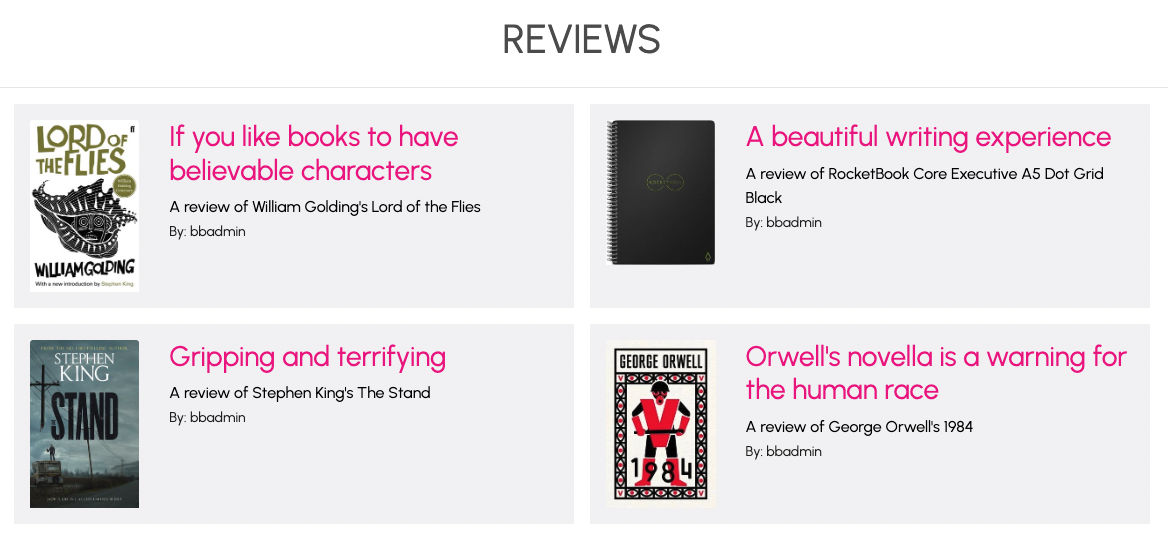 REVIEWS
LORD OF
THE FLIES
WILLIAM GOLDING
With a new introduction by Stephen King
If you like books to have
believable characters
A review of William Golding's Lord of the Flies
By: bbadmin
A beautiful writing experience
A review of RocketBook Core Executive A5 Dot Grid
Black
By: bbadmin
STEPHEN
KING
THE
STAND
Gripping and terrifying
A review of Stephen King's The Stand
By: bbadmin
GEORGE ORWELL
1984
Orwell's novella is a warning for
the human race
A review of George Orwell's 1984
By: bbadmin